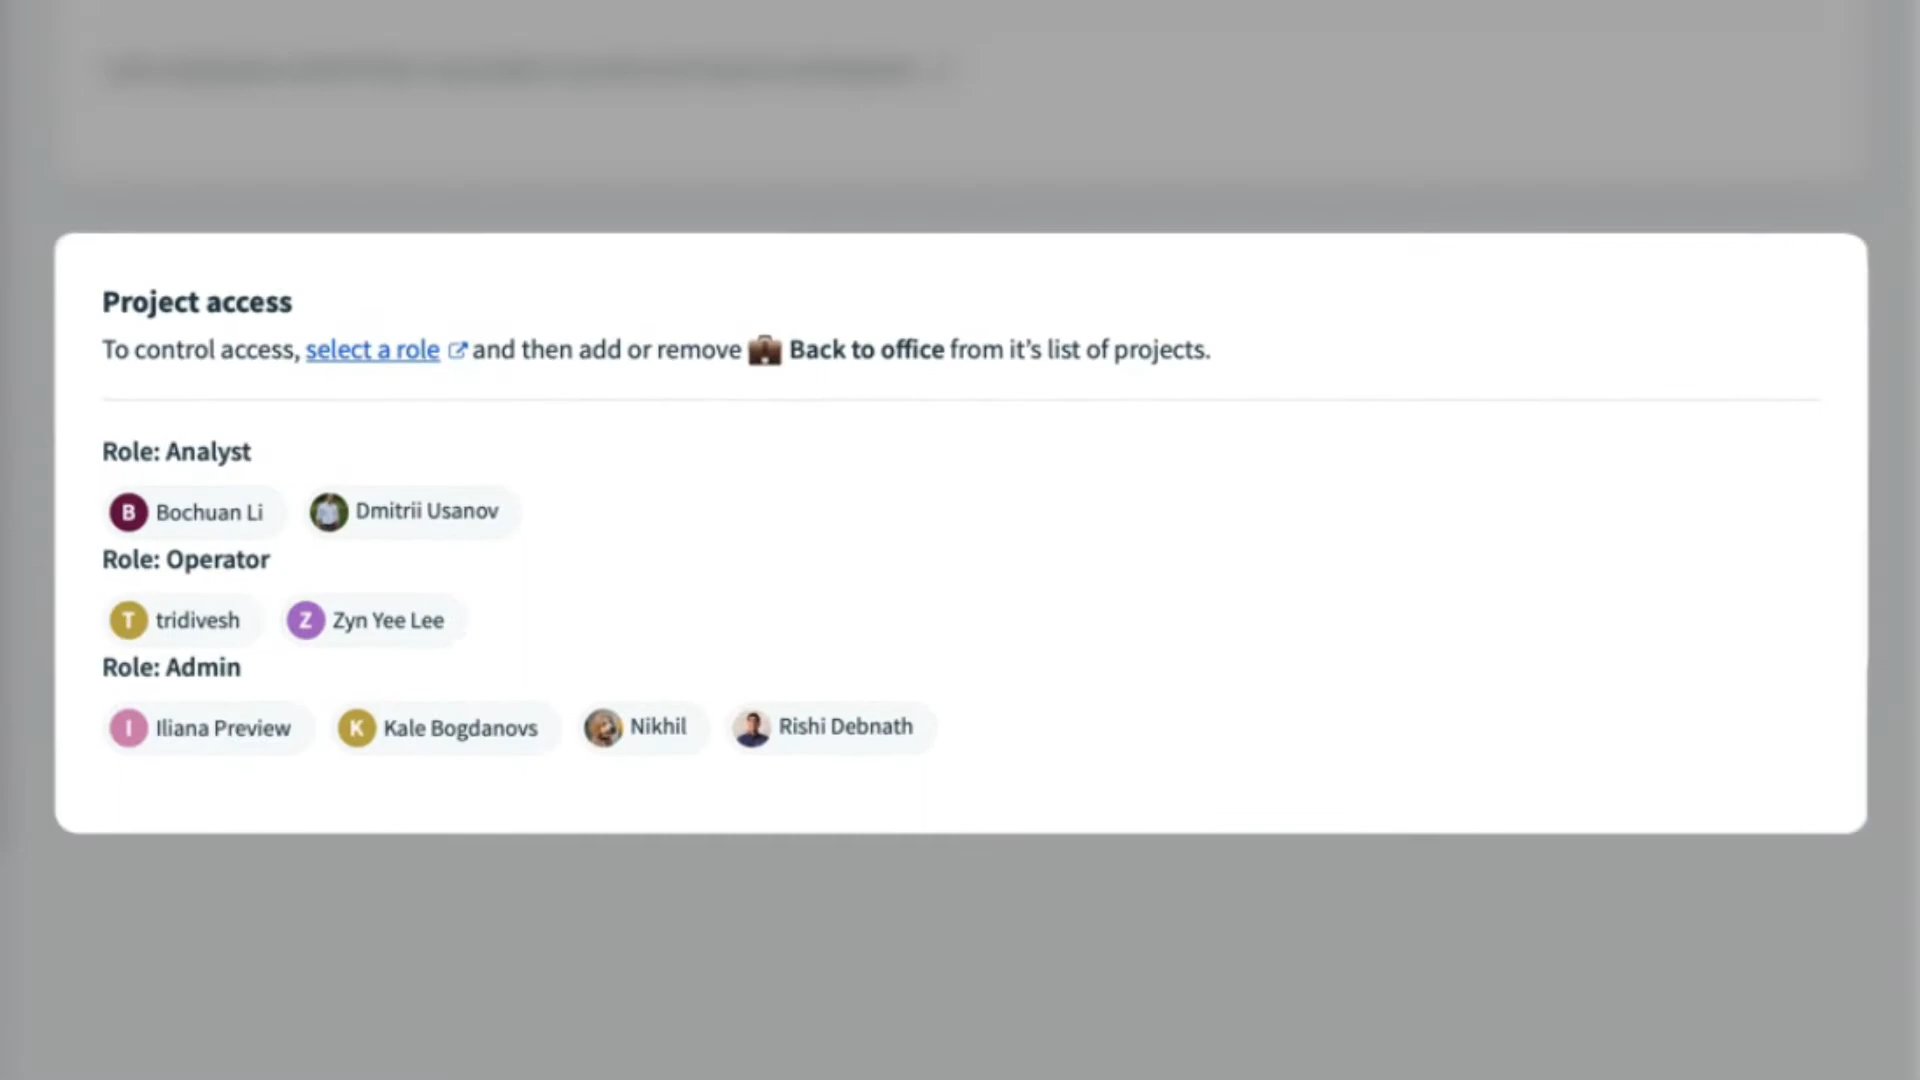 Project access
To control access, select a role and then add or remove 💼 Back to office from it's list of projects.
Role: Analyst
B Bochuan Li Dmitrii Usanov
Role: Operator
T tridivesh Z Zyn Yee Lee
Role: Admin
I Iliana Preview K Kale Bogdanovs Nikhil Rishi Debnath